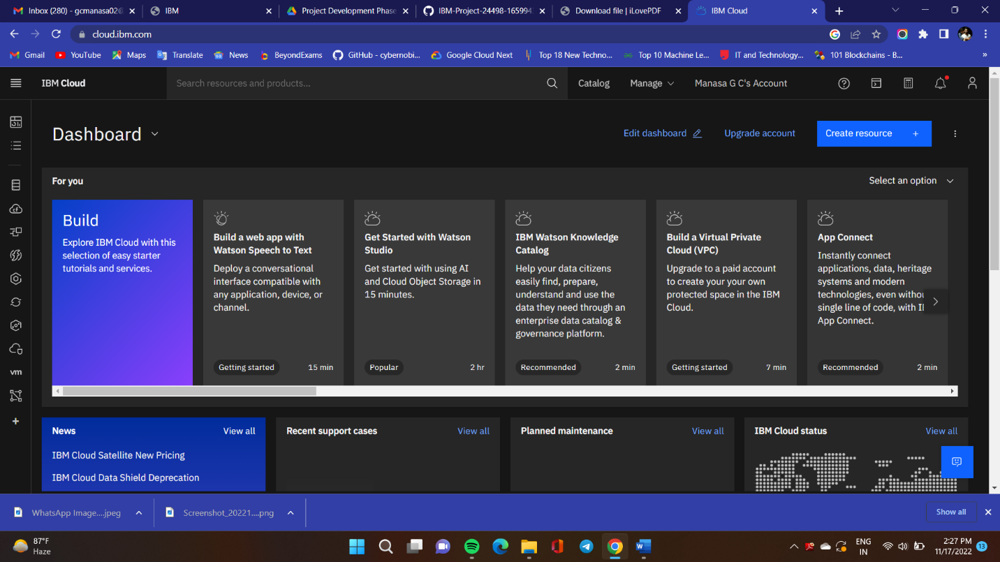 Inbox (280) - gcmanasa02@
IBM
Project Development Phase
IBM-Project-24498-165994
Download file | iLovePDF
IBM Cloud
cloud.ibm.com
Gmail
YouTube
Maps
Translate
News
BeyondExams
GitHub - cybernobi...
Google Cloud Next
Top 18 New Techno...
Top 10 Machine Le...
IT and Technology...
101 Blockchains - B...
»
IBM Cloud
Search resources and products...
Catalog
Manage
Manasa G C's Account
Dashboard
Edit dashboard
Upgrade account
Create resource +
For you
Select an option
Build
Explore IBM Cloud with this
selection of easy starter
tutorials and services.
Build a web app with
Watson Speech to Text
Deploy a conversational
interface compatible with
any application, device, or
channel.
Getting started
15 min
Get Started with Watson
Studio
Get started with using AI
and Cloud Object Storage in
15 minutes.
Popular
2 hr
IBM Watson Knowledge
Catalog
Help your data citizens
easily find, prepare,
understand and use the
data they need through an
enterprise data catalog &
governance platform.
Recommended
2 min
Build a Virtual Private
Cloud (VPC)
Upgrade to a paid account
to create your your own
protected space in the IBM
Cloud.
Getting started
7 min
App Connect
Instantly connect
applications, data, heritage
systems and modern
technologies, even withou
single line of code, with I
App Connect.
Recommended
2 min
vm
News
View all
IBM Cloud Satellite New Pricing
IBM Cloud Data Shield Deprecation
Recent support cases
View all
Planned maintenance
View all
IBM Cloud status
View all
WhatsApp Image....jpeg
Screenshot_20221....png
Show all
87°F
Haze
ENG
IN
2:27 PM
11/17/2022
13